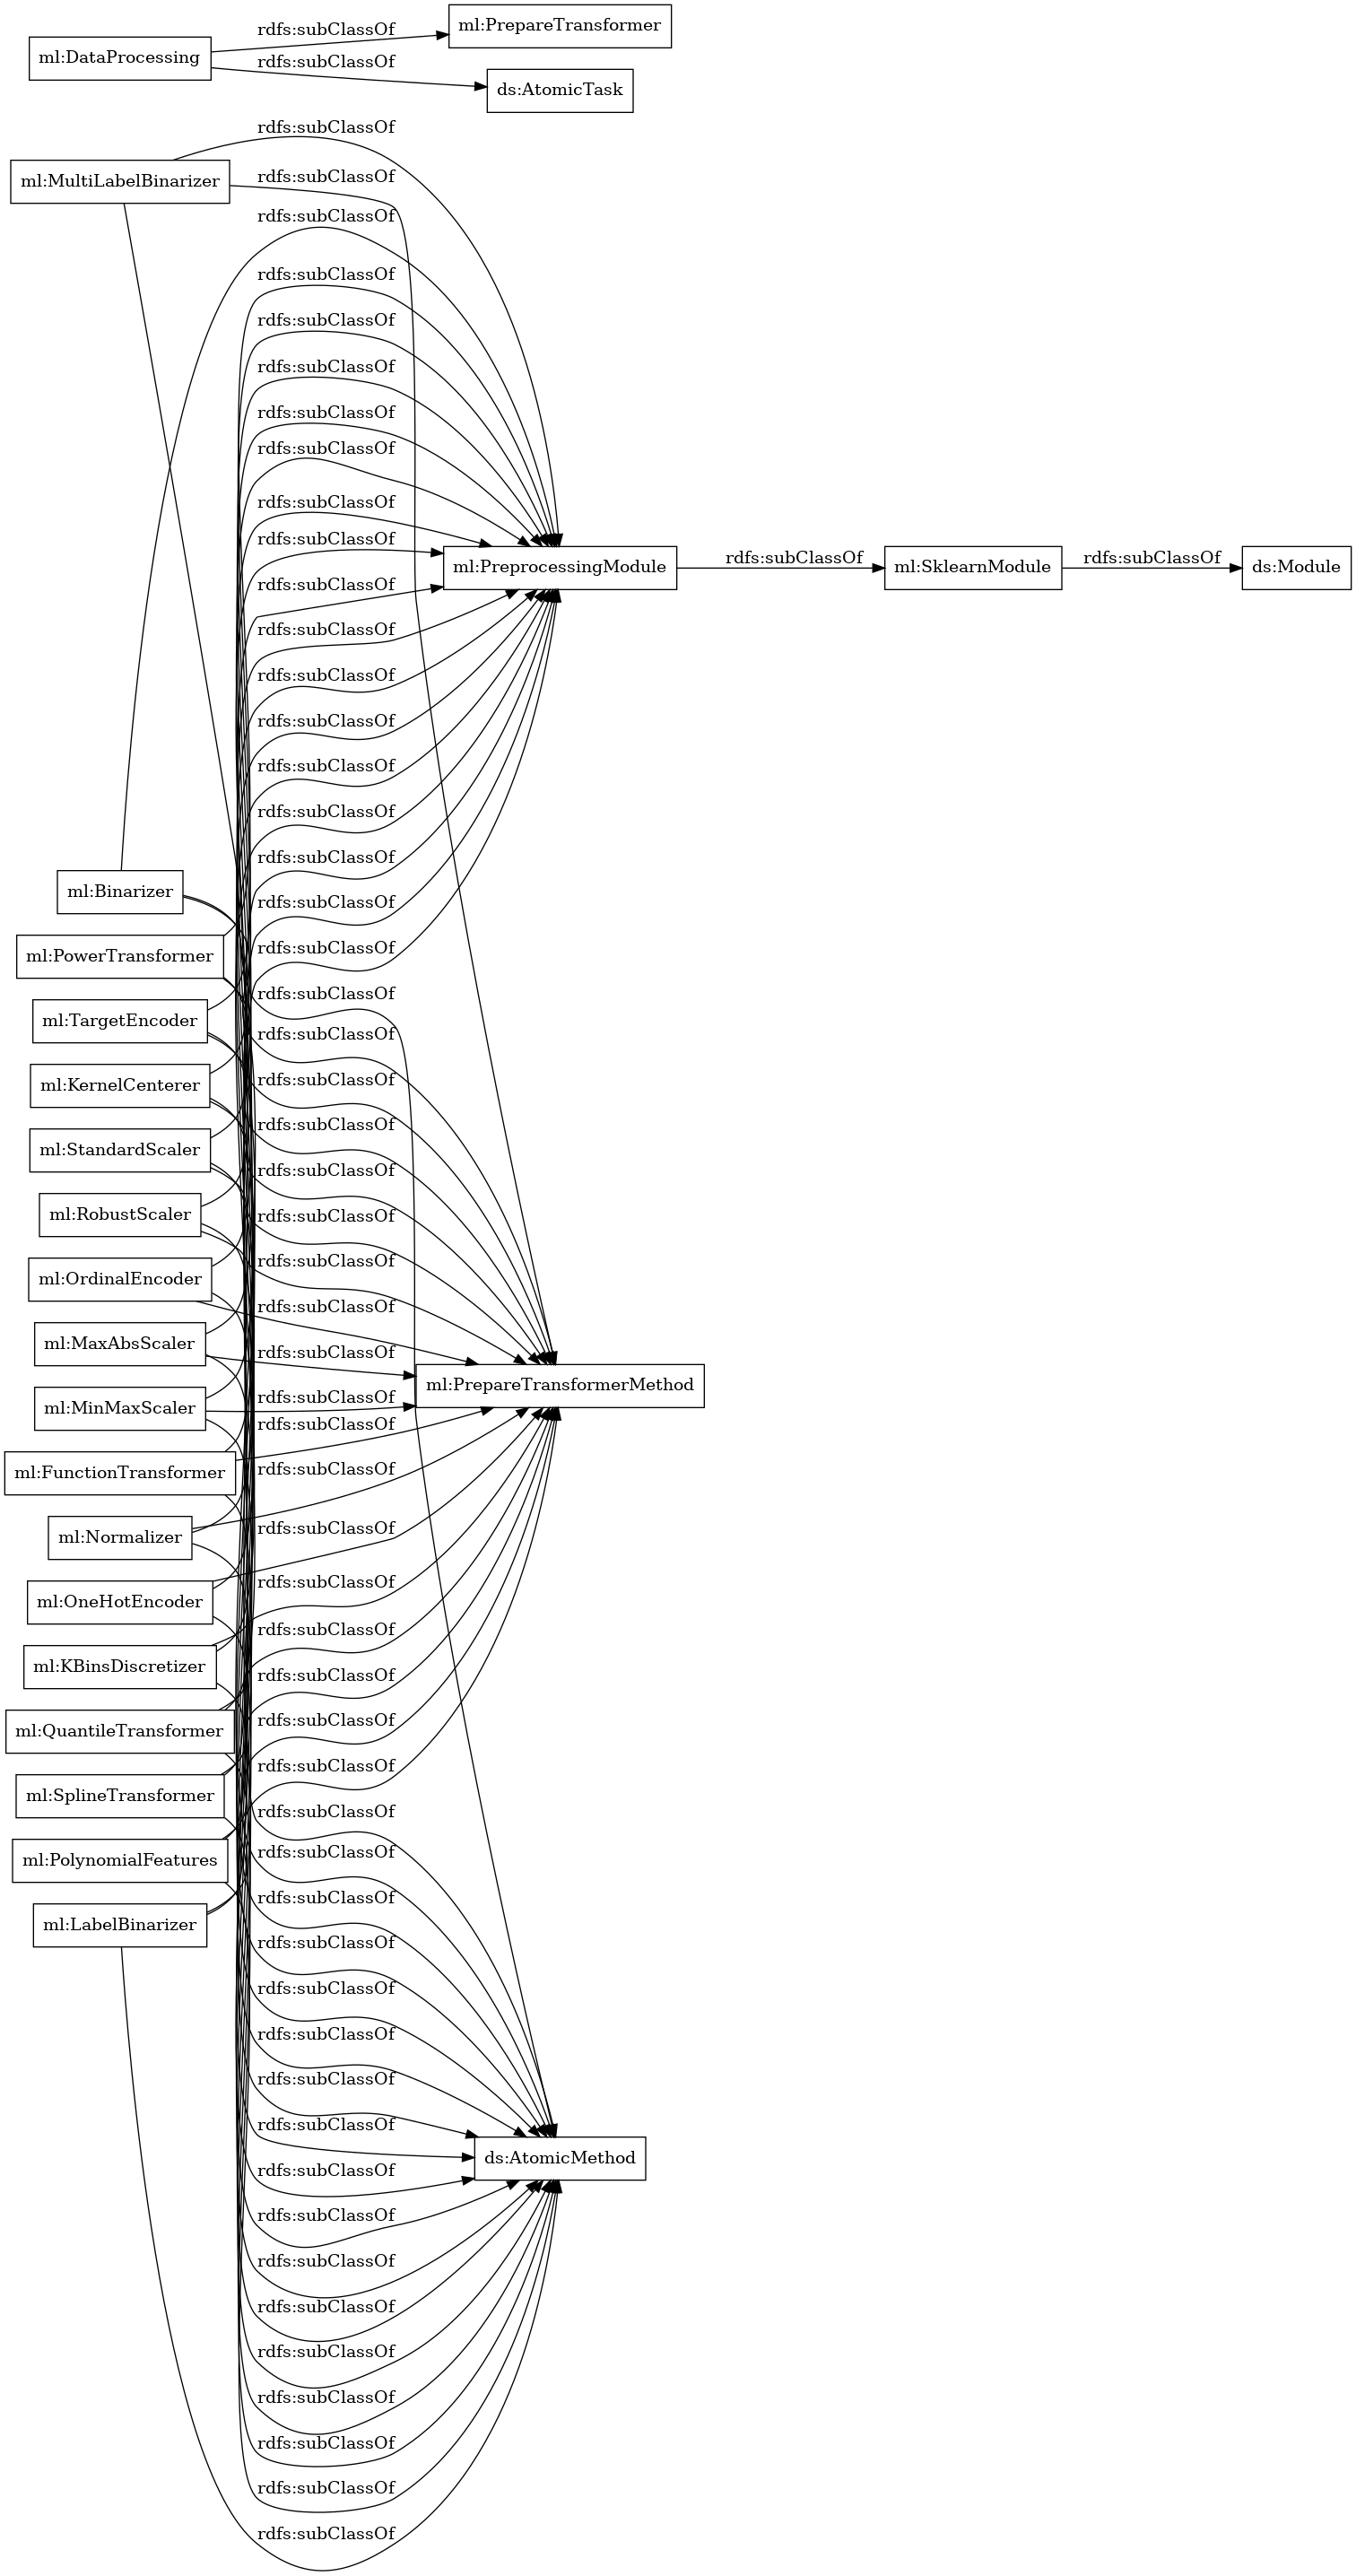 ml:PrepareTransformer
rdfs:subClassOf
ml:DataProcessing
rdfs:subClassOf
ds:AtomicTask
rdfs:subClassOf
rdfs:subClassOf
ml:MultiLabelBinarizer
rdfs:subClassOf
rdfs:subClassOf
rdfs:subClassOf
rdfs:subClassOf
rdfs:subClassOf
rdfs:subClassOf
rdfs:subClassOf
rdfs:subClassOf
rdfs:subClassOf
ml:PreprocessingModule
rdfs:subClassOf
ml:SklearnModule
rdfs:subClassOf
ds:Module
rdfs:subClassOf
rdfs:subClassOf
rdfs:subClassOf
rdfs:subClassOf
rdfs:subClassOf
rdfs:subClassOf
rdfs:subClassOf
ml:Binarizer
rdfs:subClassOf
rdfs:subClassOf
ml:PowerTransformer
rdfs:subClassOf
ml:TargetEncoder
rdfs:subClassOf
rdfs:subClassOf
ml:KernelCenterer
rdfs:subClassOf
ml:StandardScaler
rdfs:subClassOf
ml:RobustScaler
rdfs:subClassOf
rdfs:subClassOf
ml:OrdinalEncoder
rdfs:subClassOf
ml:MaxAbsScaler
rdfs:subClassOf
ml:PrepareTransformerMethod
rdfs:subClassOf
ml:MinMaxScaler
rdfs:subClassOf
ml:FunctionTransformer
rdfs:subClassOf
rdfs:subClassOf
ml:Normalizer
rdfs:subClassOf
ml:OneHotEncoder
rdfs:subClassOf
ml:KBinsDiscretizer
rdfs:subClassOf
rdfs:subClassOf
ml:QuantileTransformer
rdfs:subClassOf
ml:SplineTransformer
rdfs:subClassOf
rdfs:subClassOf
ml:PolynomialFeatures
rdfs:subClassOf
ml:LabelBinarizer
rdfs:subClassOf
rdfs:subClassOf
rdfs:subClassOf
rdfs:subClassOf
rdfs:subClassOf
ds:AtomicMethod
rdfs:subClassOf
rdfs:subClassOf
rdfs:subClassOf
rdfs:subClassOf
rdfs:subClassOf
rdfs:subClassOf
rdfs:subClassOf
rdfs:subClassOf
rdfs:subClassOf